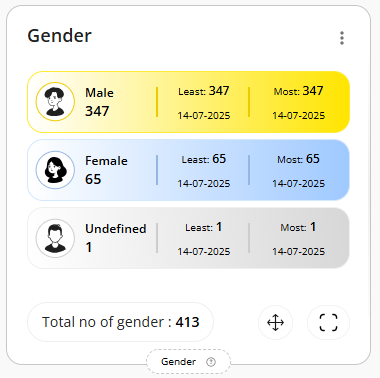 Gender
Male
347
Least: 347
14-07-2025
Most: 347
14-07-2025
Female
65
Least: 65
14-07-2025
Most: 65
14-07-2025
Undefined
1
Least: 1
14-07-2025
Most: 1
14-07-2025
Total no of gender : 413
Gender ?